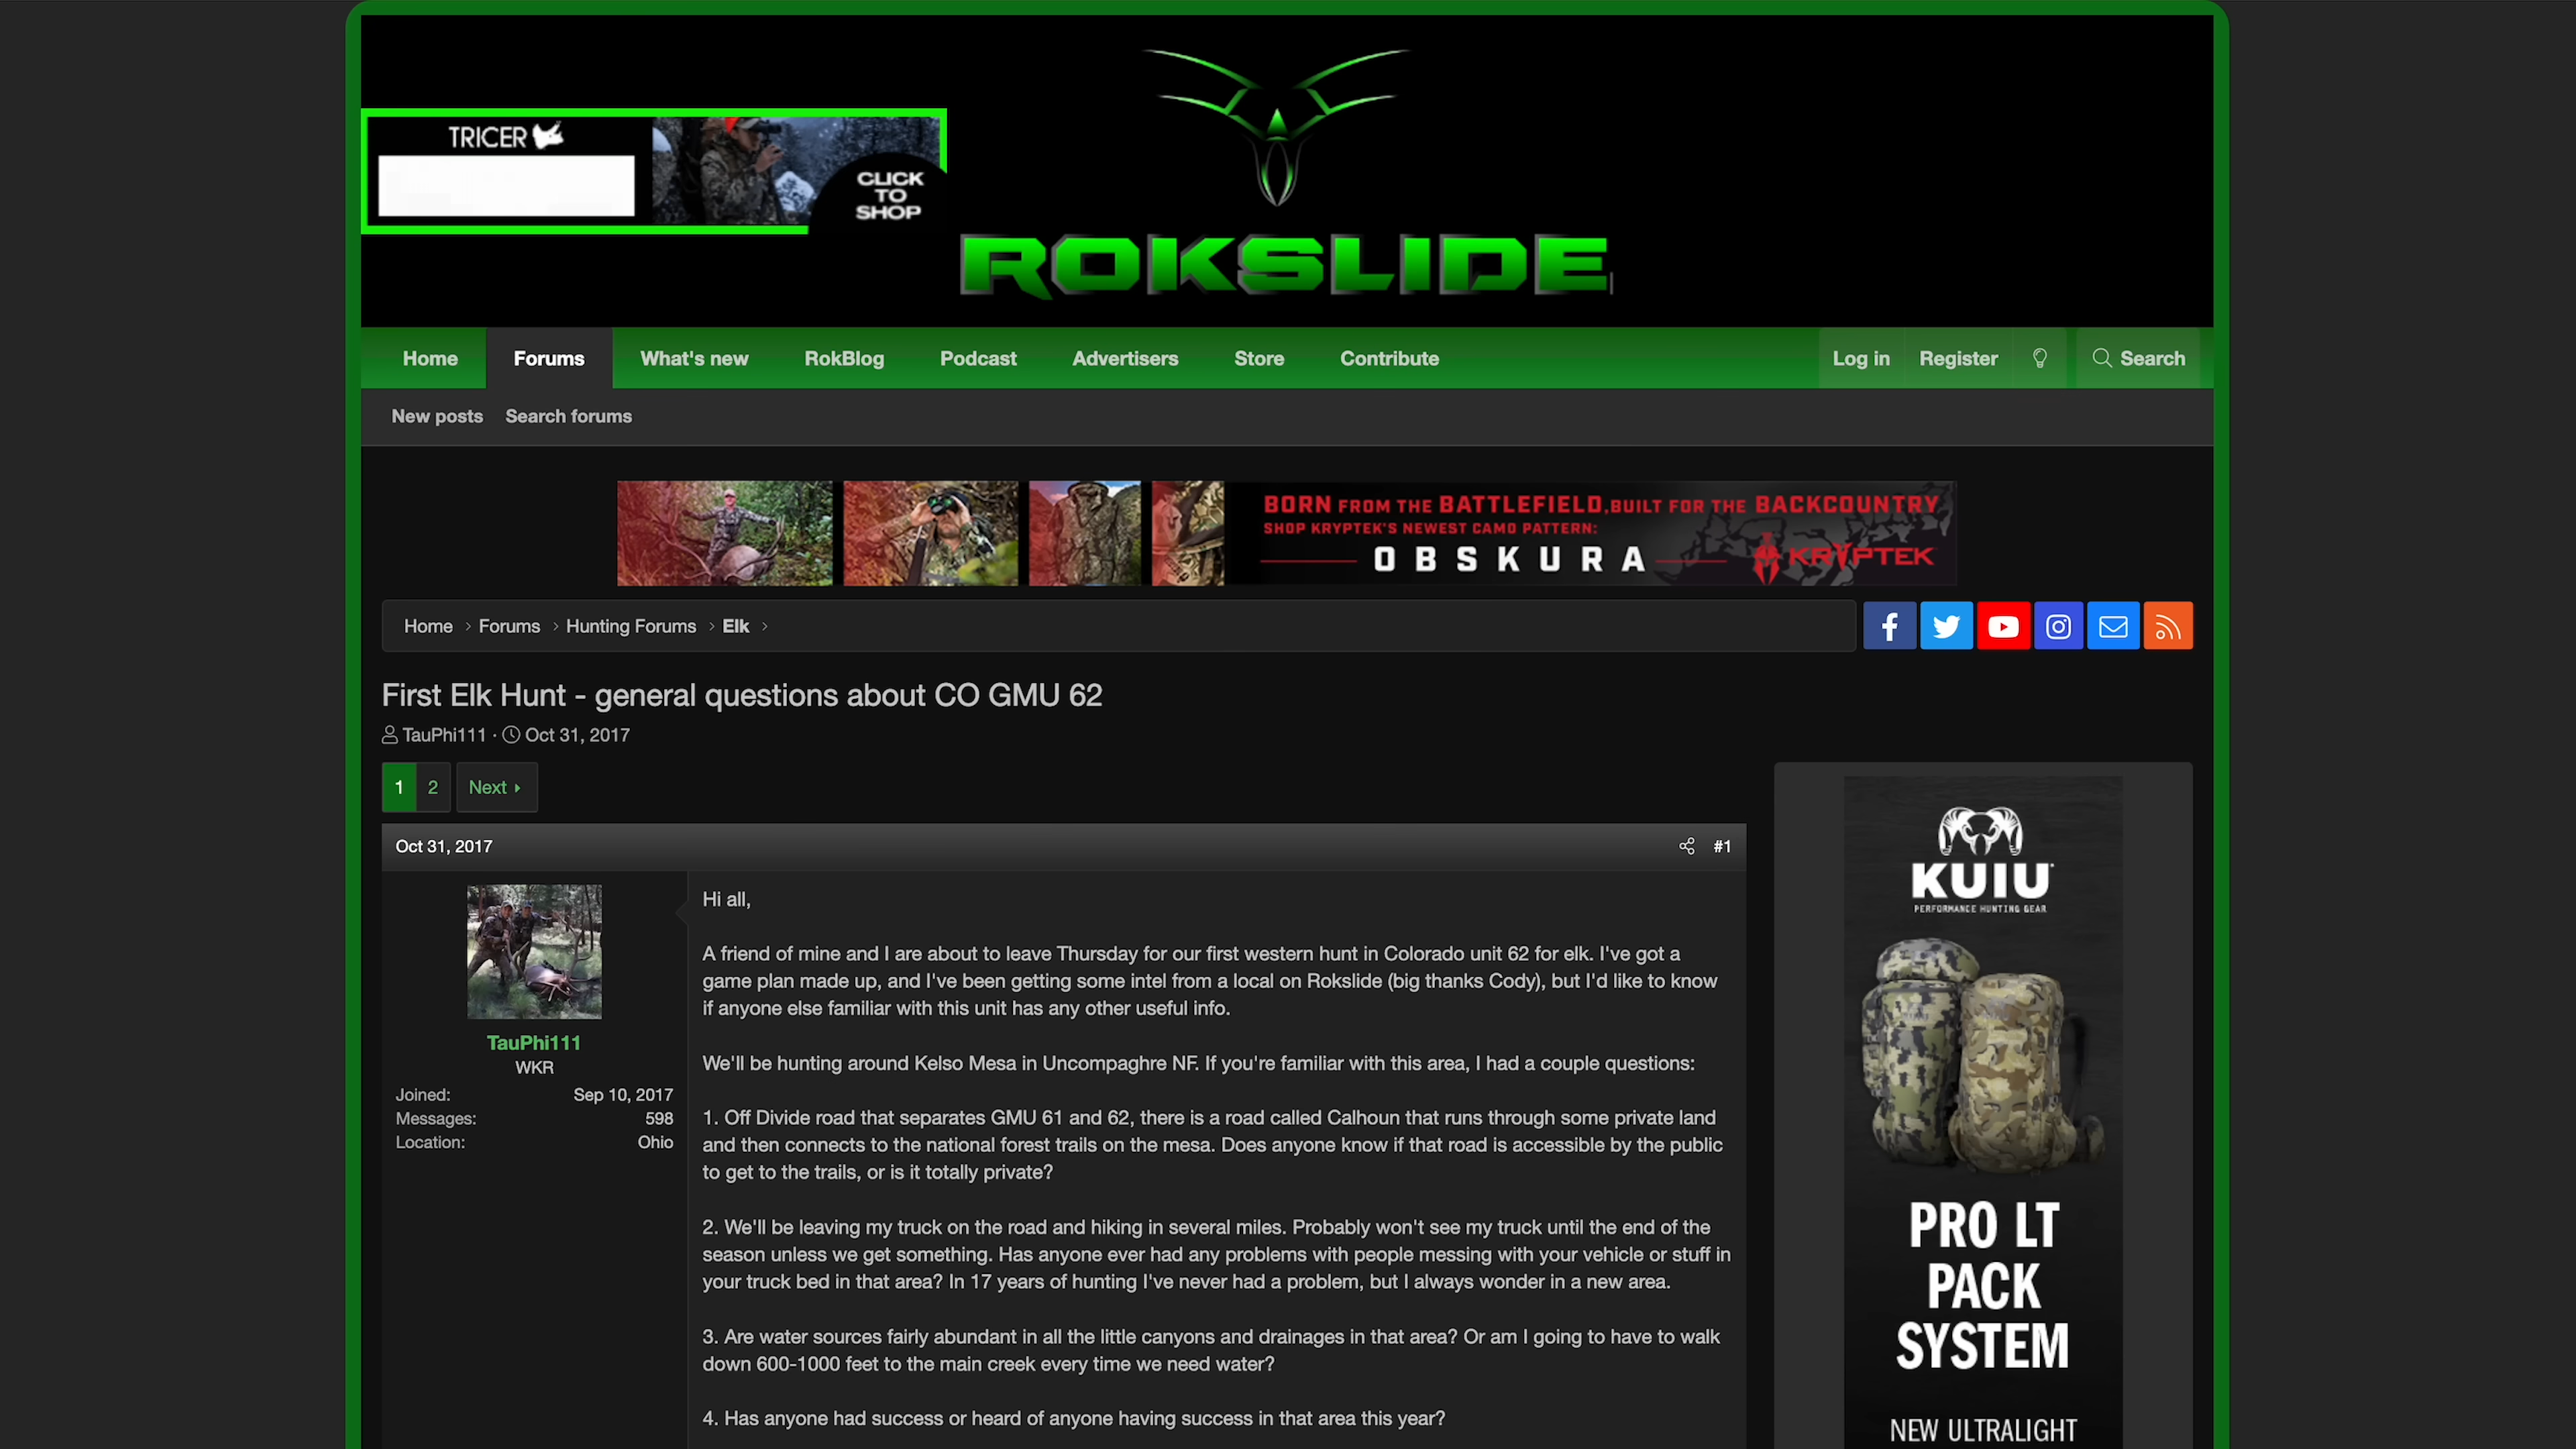 TRICER
CLICK
TO
SHOP
ROKSLIDE
Home Forums What's new RokBlog Podcast Advertisers Store Contribute Log in Register Search
New posts Search forums
BORN FROM THE BATTLEFIELD, BUILT FOR THE BACKCOUNTRY
SHOP KRYPTEK'S NEWEST CAMO PATTERN:
OBSKURA KRYPTEK
Home Forums Hunting Forums Elk
First Elk Hunt - general questions about CO GMU 62
TauPhi111 · Oct 31, 2017
1 2 Next
Oct 31, 2017 #1
TauPhi111
WKR
Joined: Sep 10, 2017
Messages: 598
Location: Ohio
Hi all,
A friend of mine and I are about to leave Thursday for our first western hunt in Colorado unit 62 for elk. I've got a
game plan made up, and I've been getting some intel from a local on Rokslide (big thanks Cody), but I'd like to know
if anyone else familiar with this unit has any other useful info.
We'll be hunting around Kelso Mesa in Uncompaghre NF. If you're familiar with this area, I had a couple questions:
1. Off Divide road that separates GMU 61 and 62, there is a road called Calhoun that runs through some private land
and then connects to the national forest trails on the mesa. Does anyone know if that road is accessible by the public
to get to the trails, or is it totally private?
2. We'll be leaving my truck on the road and hiking in several miles. Probably won't see my truck until the end of the
season unless we get something. Has anyone ever had any problems with people messing with your vehicle or stuff in
your truck bed in that area? In 17 years of hunting I've never had a problem, but I always wonder in a new area.
3. Are water sources fairly abundant in all the little canyons and drainages in that area? Or am I going to have to walk
down 600-1000 feet to the main creek every time we need water?
4. Has anyone had success or heard of anyone having success in that area this year?
KUIU
PERFORMANCE HUNTING GEAR
PRO LT
PACK
SYSTEM
NEW ULTRALIGHT